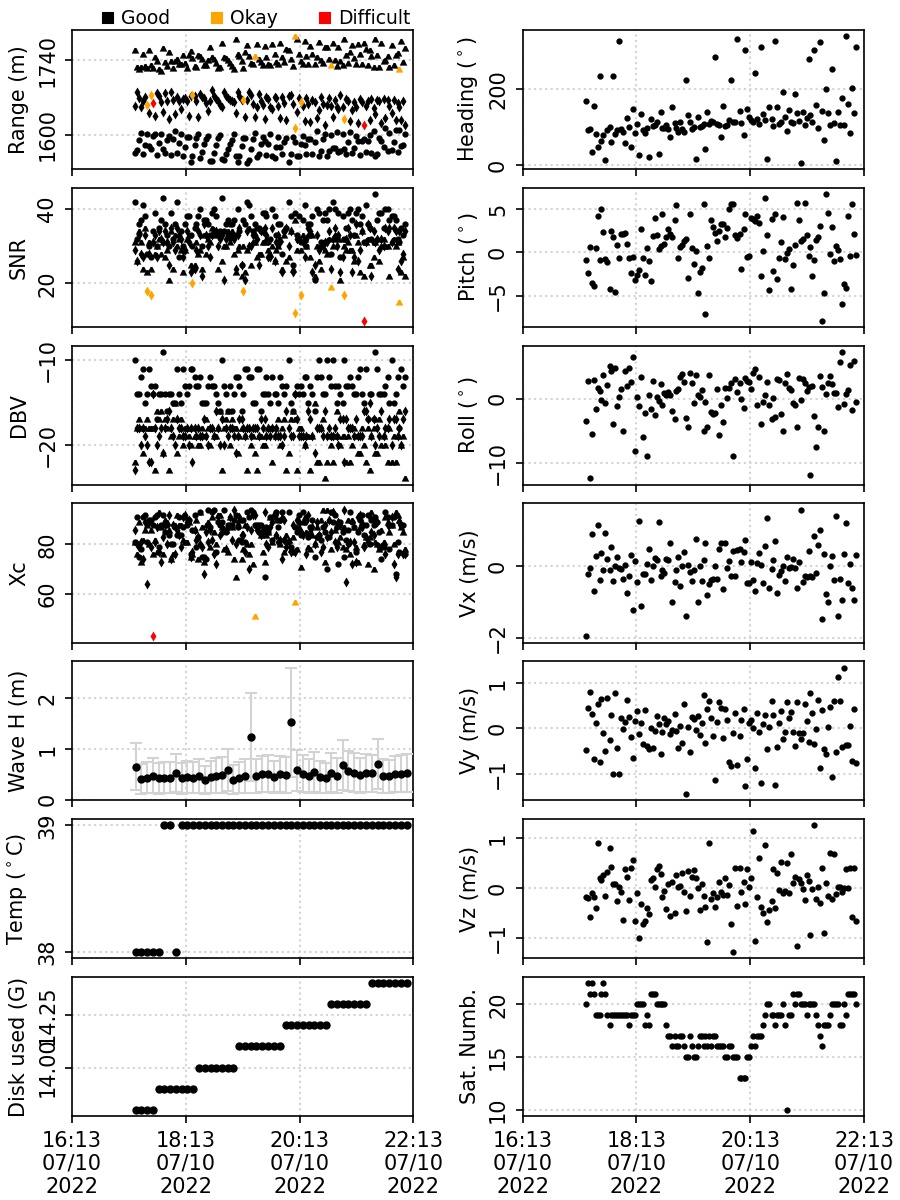 Good Okay Difficult
Range (m)
1740
1600
Heading (°)
200
0
SNR
40
20
Pitch (°)
5
0
−5
DBV
−10
−20
Roll (°)
0
−10
Xc
80
60
Vx (m/s)
0
−2
Wave H (m)
2
1
0
Vy (m/s)
1
0
−1
Temp (°C)
39
38
Vz (m/s)
1
0
−1
Disk used (G)
14.25
14.00
Sat. Numb.
20
15
10
16:13 18:13 20:13 22:13
07/10 07/10 07/10 07/10
2022 2022 2022 2022
16:13 18:13 20:13 22:13
07/10 07/10 07/10 07/10
2022 2022 2022 2022